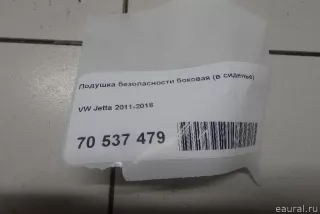 Подушка безопасности боковая (в сиденье)
VW Jetta 2011-2018
70 537 479
eaural.ru